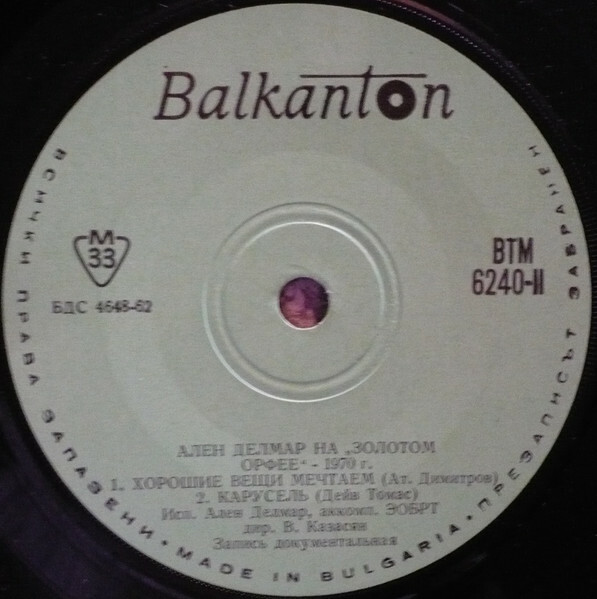 Balkanton
ВСИЧКИ ПРАВА ЗАПАЗЕНИ • MADE IN BULGARIA • ПРЕЗАПИСЪТ ЗАБРАНЕН
M
33
БДС 4648-62
ВТМ
6240-II
АЛЕН ДЕЛМАР НА „ЗОЛОТОМ
ОРФЕЕ“ - 1970 г.
1. ХОРОШИЕ ВЕЩИ МЕЧТАЕМ (Ат. Димитров)
2. КАРУСЕЛЬ (Дейв Томас)
Исп. Ален Делмар, аккомп. ЭОБРТ
дир. В. Казасян
Запись документальная